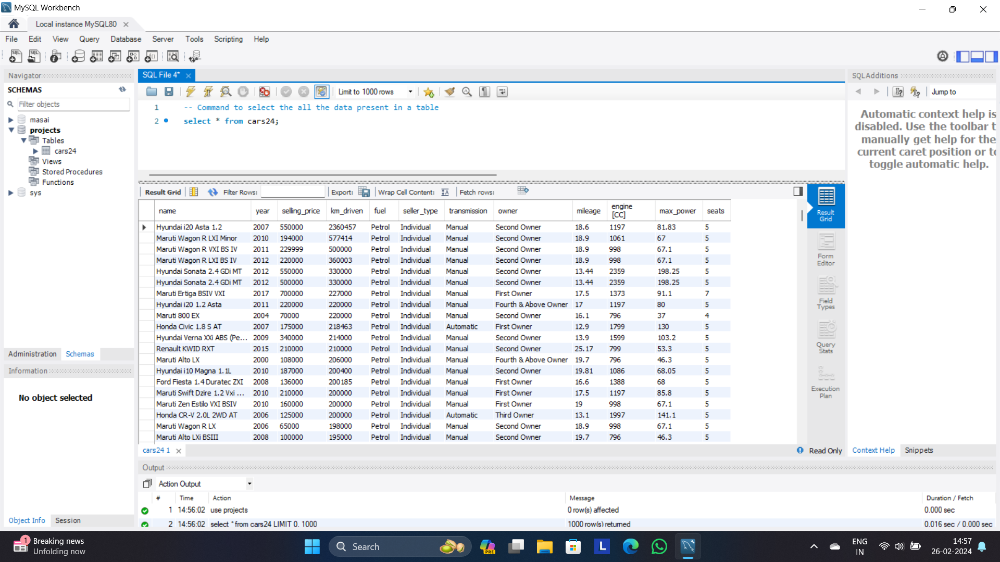 MySQL Workbench
Local instance MySQL80
File Edit View Query Database Server Tools Scripting Help
Navigator
SCHEMAS
Filter objects
masai
projects
Tables
cars24
Views
Stored Procedures
Functions
sys
Administration Schemas
Information
No object selected
Object Info Session
SQL File 4*
Limit to 1000 rows
1 -- Command to select the all the data present in a table
2 select * from cars24;
Result Grid Filter Rows: Export: Wrap Cell Content: Fetch rows:
name year selling_price km_driven fuel seller_type transmission owner mileage engine [CC] max_power seats
Hyundai i20 Asta 1.2 2007 550000 2360457 Petrol Individual Manual Second Owner 18.6 1197 81.83 5
Maruti Wagon R LXI Minor 2010 194000 577414 Petrol Individual Manual Second Owner 18.9 1061 67 5
Maruti Wagon R VXI BS IV 2011 229999 500000 Petrol Individual Manual Second Owner 18.9 998 67.1 5
Maruti Wagon R LXI BS IV 2012 220000 360003 Petrol Individual Manual Second Owner 18.9 998 67.1 5
Hyundai Sonata 2.4 GDi MT 2012 550000 330000 Petrol Individual Manual Second Owner 13.44 2359 198.25 5
Hyundai Sonata 2.4 GDi MT 2012 500000 330000 Petrol Individual Manual Second Owner 13.44 2359 198.25 5
Maruti Ertiga BSIV VXI 2017 700000 227000 Petrol Individual Manual First Owner 17.5 1373 91.1 7
Hyundai i20 1.2 Asta 2011 220000 220000 Petrol Individual Manual Fourth & Above Owner 17 1197 80 5
Maruti 800 EX 2004 70000 220000 Petrol Individual Manual Second Owner 16.1 796 37 4
Honda Civic 1.8 S AT 2007 175000 218463 Petrol Individual Automatic First Owner 12.9 1799 130 5
Hyundai Verna XXi ABS (Pe... 2009 340000 214000 Petrol Individual Manual Second Owner 13.9 1599 103.2 5
Renault KWID RXT 2015 210000 210000 Petrol Individual Manual Second Owner 25.17 799 53.3 5
Maruti Alto LX 2000 108000 206000 Petrol Individual Manual Fourth & Above Owner 19.7 796 46.3 5
Hyundai i10 Magna 1.1L 2010 187000 200400 Petrol Individual Manual Second Owner 19.81 1086 68.05 5
Ford Fiesta 1.4 Duratec ZXI 2008 136000 200185 Petrol Individual Manual First Owner 16.6 1388 68 5
Maruti Swift Dzire 1.2 Vxi ... 2010 210000 200000 Petrol Individual Manual First Owner 17.5 1197 85.8 5
Maruti Zen Estilo VXI BSIV 2010 160000 200000 Petrol Individual Manual First Owner 19 998 67.1 5
Honda CR-V 2.0L 2WD AT 2006 125000 200000 Petrol Individual Automatic Third Owner 13.1 1997 141.1 5
Maruti Wagon R LX 2006 65000 198000 Petrol Individual Manual Second Owner 18.9 998 67.1 5
Maruti Alto LXi BSIII 2008 100000 195000 Petrol Individual Manual Second Owner 19.7 796 46.3 5
cars24 1
Read Only
Result
Grid
Form
Editor
Field
Types
Query
Stats
Execution
Plan
SQLAdditions
Jump to
Automatic context help is
disabled. Use the toolbar t
manually get help for the
current caret position or to
toggle automatic help.
Context Help Snippets
Output
Action Output
# Time Action Message Duration / Fetch
1 14:56:02 use projects 0 row(s) affected 0.000 sec
2 14:56:02 select * from cars24 LIMIT 0, 1000 1000 row(s) returned 0.016 sec / 0.000 sec
1
Breaking news
Unfolding now
Search
PRE
L
ENG
IN
14:57
26-02-2024